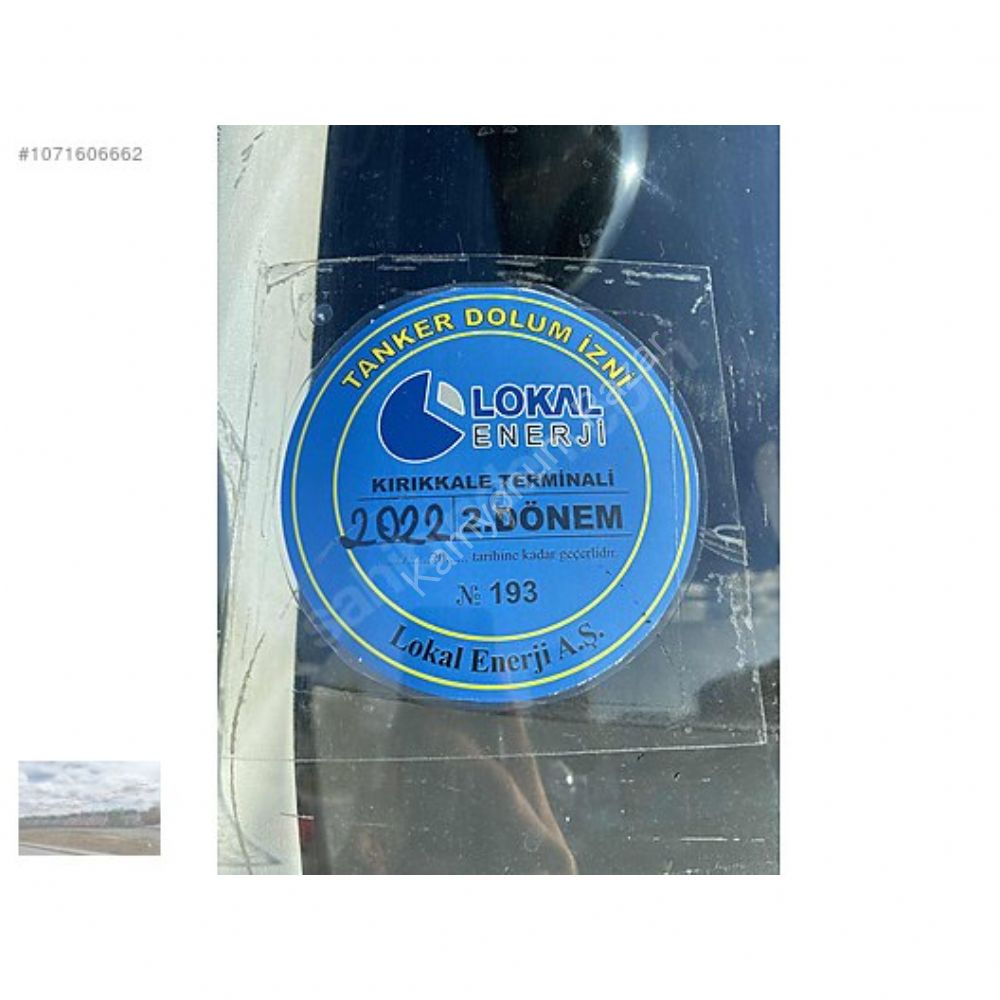 #1071606662
TANKER DOLUM İZNİ
LOKAL
ENERJİ
KIRIKKALE TERMİNALİ
2022 2.DÖNEM
tarihine kadar geçerlidir.
№ 193
Lokal Enerji A.Ş.